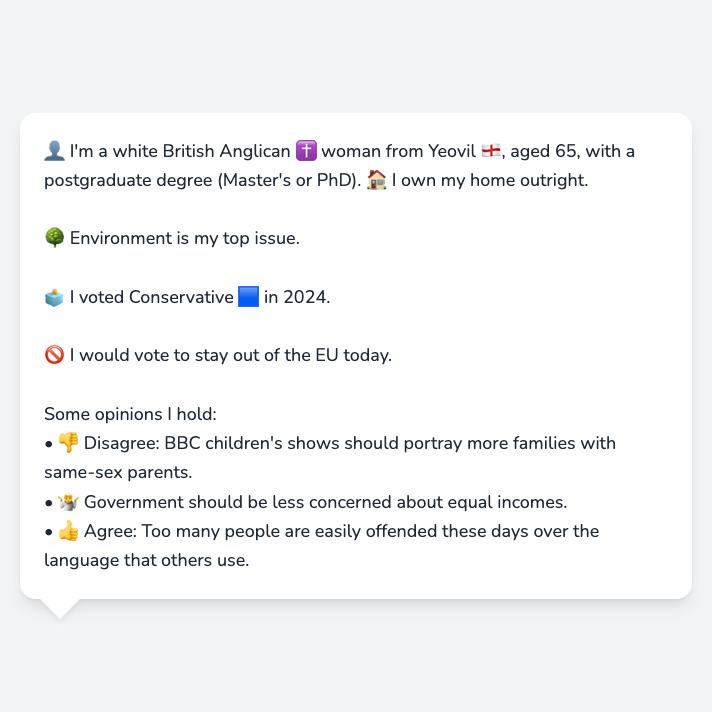 👤 I'm a white British Anglican ✝️ woman from Yeovil 🏴󠁧󠁢󠁥󠁮󠁧󠁿, aged 65, with a
postgraduate degree (Master's or PhD). 🏠 I own my home outright.
🌳 Environment is my top issue.
🗳️ I voted Conservative 🟦 in 2024.
🚫 I would vote to stay out of the EU today.
Some opinions I hold:
• 👎 Disagree: BBC children's shows should portray more families with
same-sex parents.
• 🤷‍♀️ Government should be less concerned about equal incomes.
• 👍 Agree: Too many people are easily offended these days over the
language that others use.